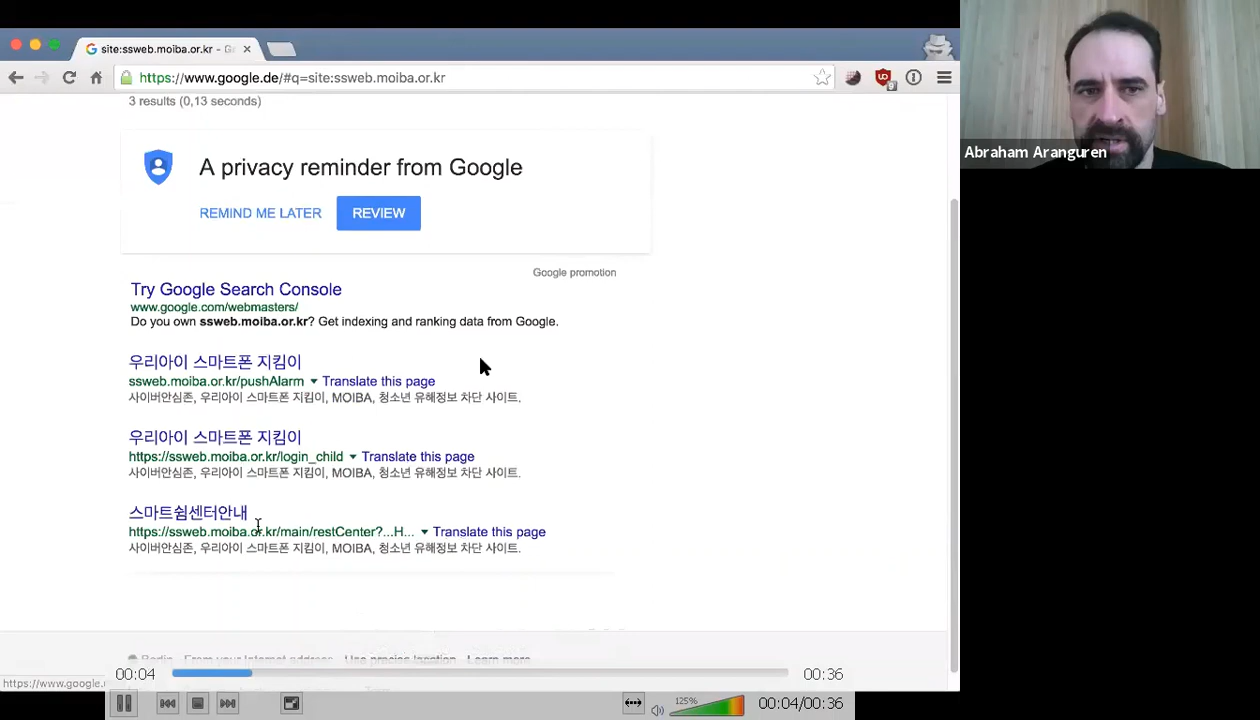 site:ssweb.moiba.or.kr - G
https://www.google.de/#q=site:ssweb.moiba.or.kr
3 results (0,13 seconds)
A privacy reminder from Google
REMIND ME LATER
REVIEW
Google promotion
Try Google Search Console
www.google.com/webmasters/
Do you own ssweb.moiba.or.kr? Get indexing and ranking data from Google.
우리아이 스마트폰 지킴이
ssweb.moiba.or.kr/pushAlarm Translate this page
사이버안심존, 우리아이 스마트폰 지킴이, MOIBA, 청소년 유해정보 차단 사이트.
우리아이 스마트폰 지킴이
https://ssweb.moiba.or.kr/login_child Translate this page
사이버안심존, 우리아이 스마트폰 지킴이, MOIBA, 청소년 유해정보 차단 사이트.
스마트쉼센터안내
https://ssweb.moiba.or.kr/main/restCenter?...H... Translate this page
사이버안심존, 우리아이 스마트폰 지킴이, MOIBA, 청소년 유해정보 차단 사이트.
Berlin From your Internet address Use precise location Learn more
00:04
00:36
https://www.google.
125%
00:04/00:36
Abraham Aranguren